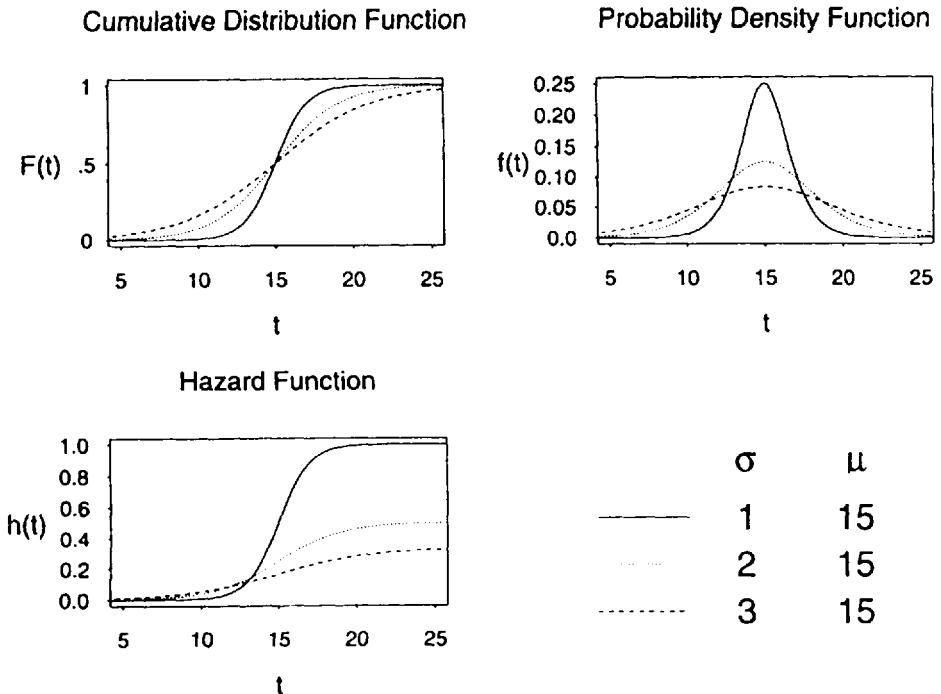 Cumulative Distribution Function
1
F(t)
.5
0
5 10 15 20 25
t
Probability Density Function
0.25
0.20
0.15
f(t)
0.10
0.05
0.0
5 10 15 20 25
t
Hazard Function
1.0
0.8
0.6
h(t)
0.4
0.2
0.0
5 10 15 20 25
t
σ μ
1 15
2 15
3 15